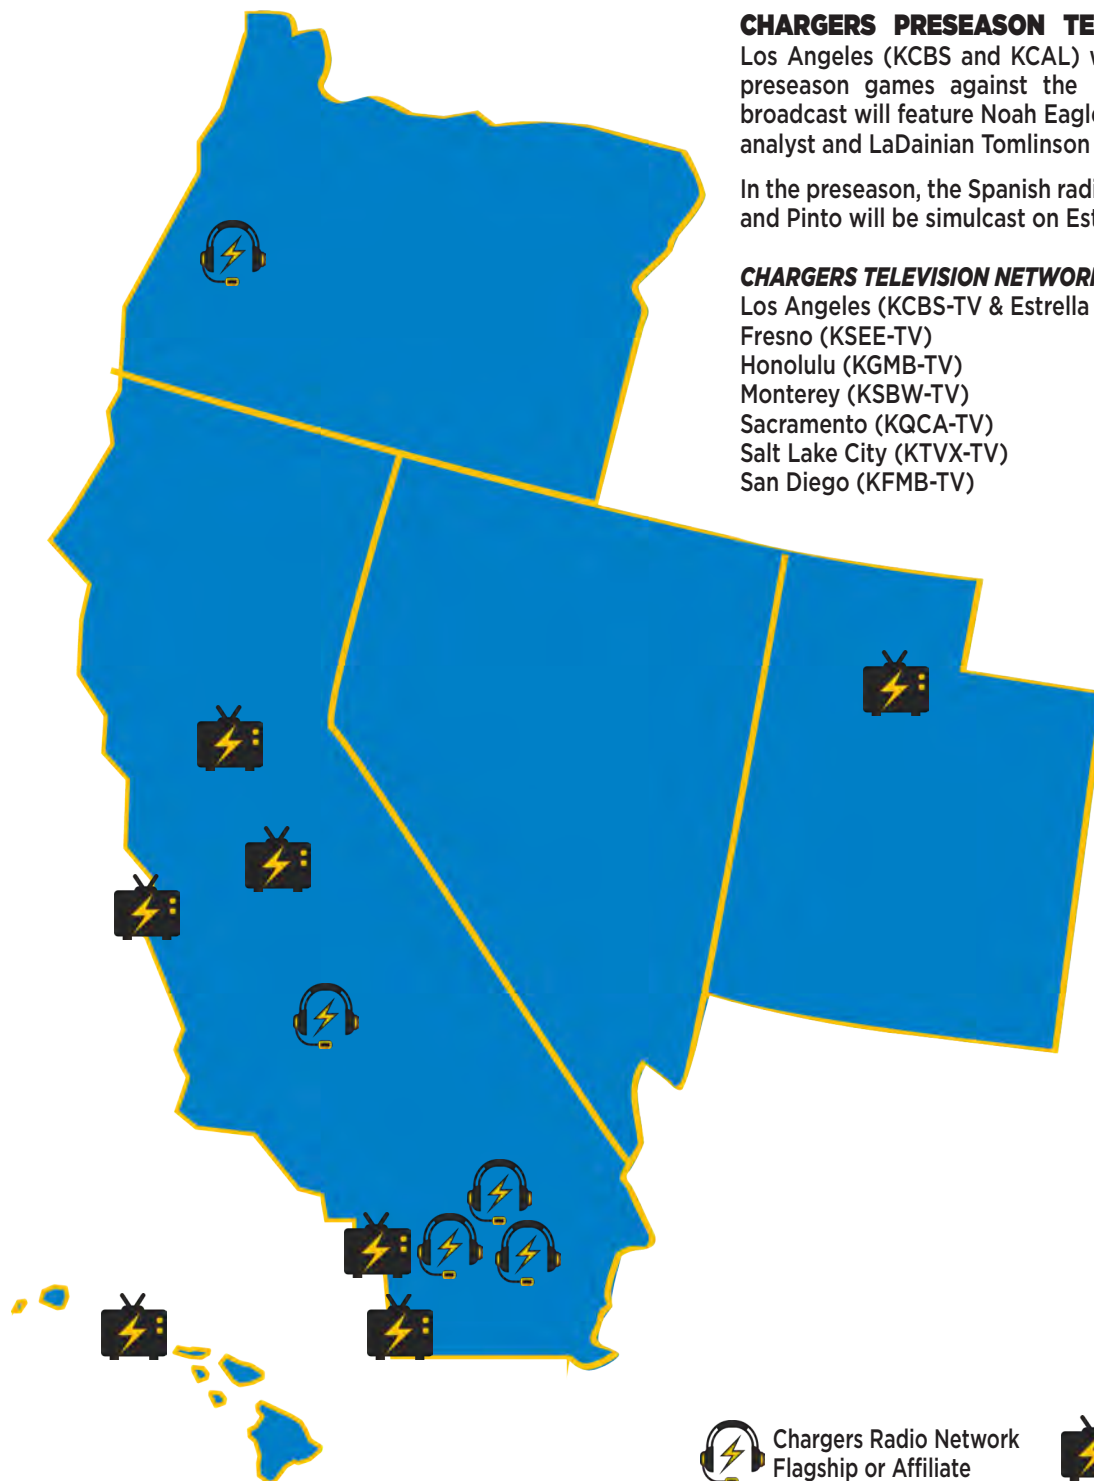 CHARGERS PRESEASON TE
Los Angeles (KCBS and KCAL)
preseason games against the
broadcast will feature Noah Eagle
analyst and LaDainian Tomlinson
In the preseason, the Spanish radi
and Pinto will be simulcast on Est
CHARGERS TELEVISION NETWORK
Los Angeles (KCBS-TV & Estrella
Fresno (KSEE-TV)
Honolulu (KGMB-TV)
Monterey (KSBW-TV)
Sacramento (KQCA-TV)
Salt Lake City (KTVX-TV)
San Diego (KFMB-TV)
Chargers Radio Network
Flagship or Affiliate